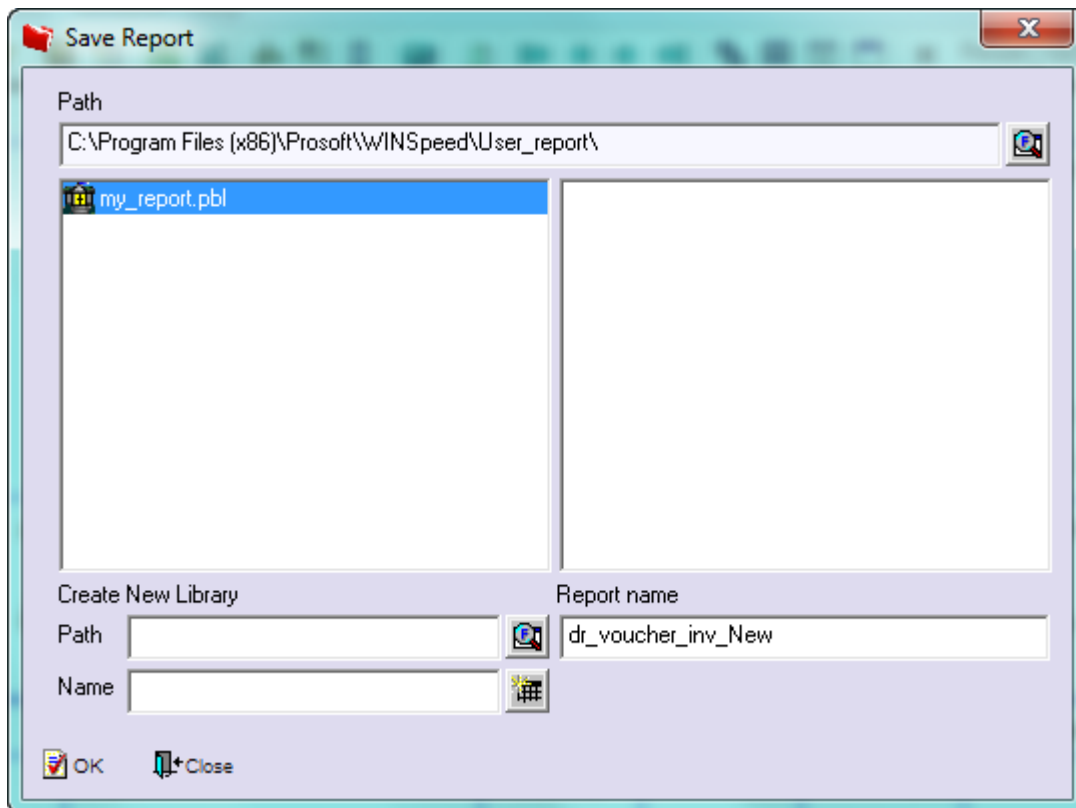 Save Report
Path
C:\Program Files (x86)\Prosoft\WINSpeed\User_report\
my_report.pbl
Create New Library
Report name
Path
dr_voucher_inv_New
Name
OK
Close